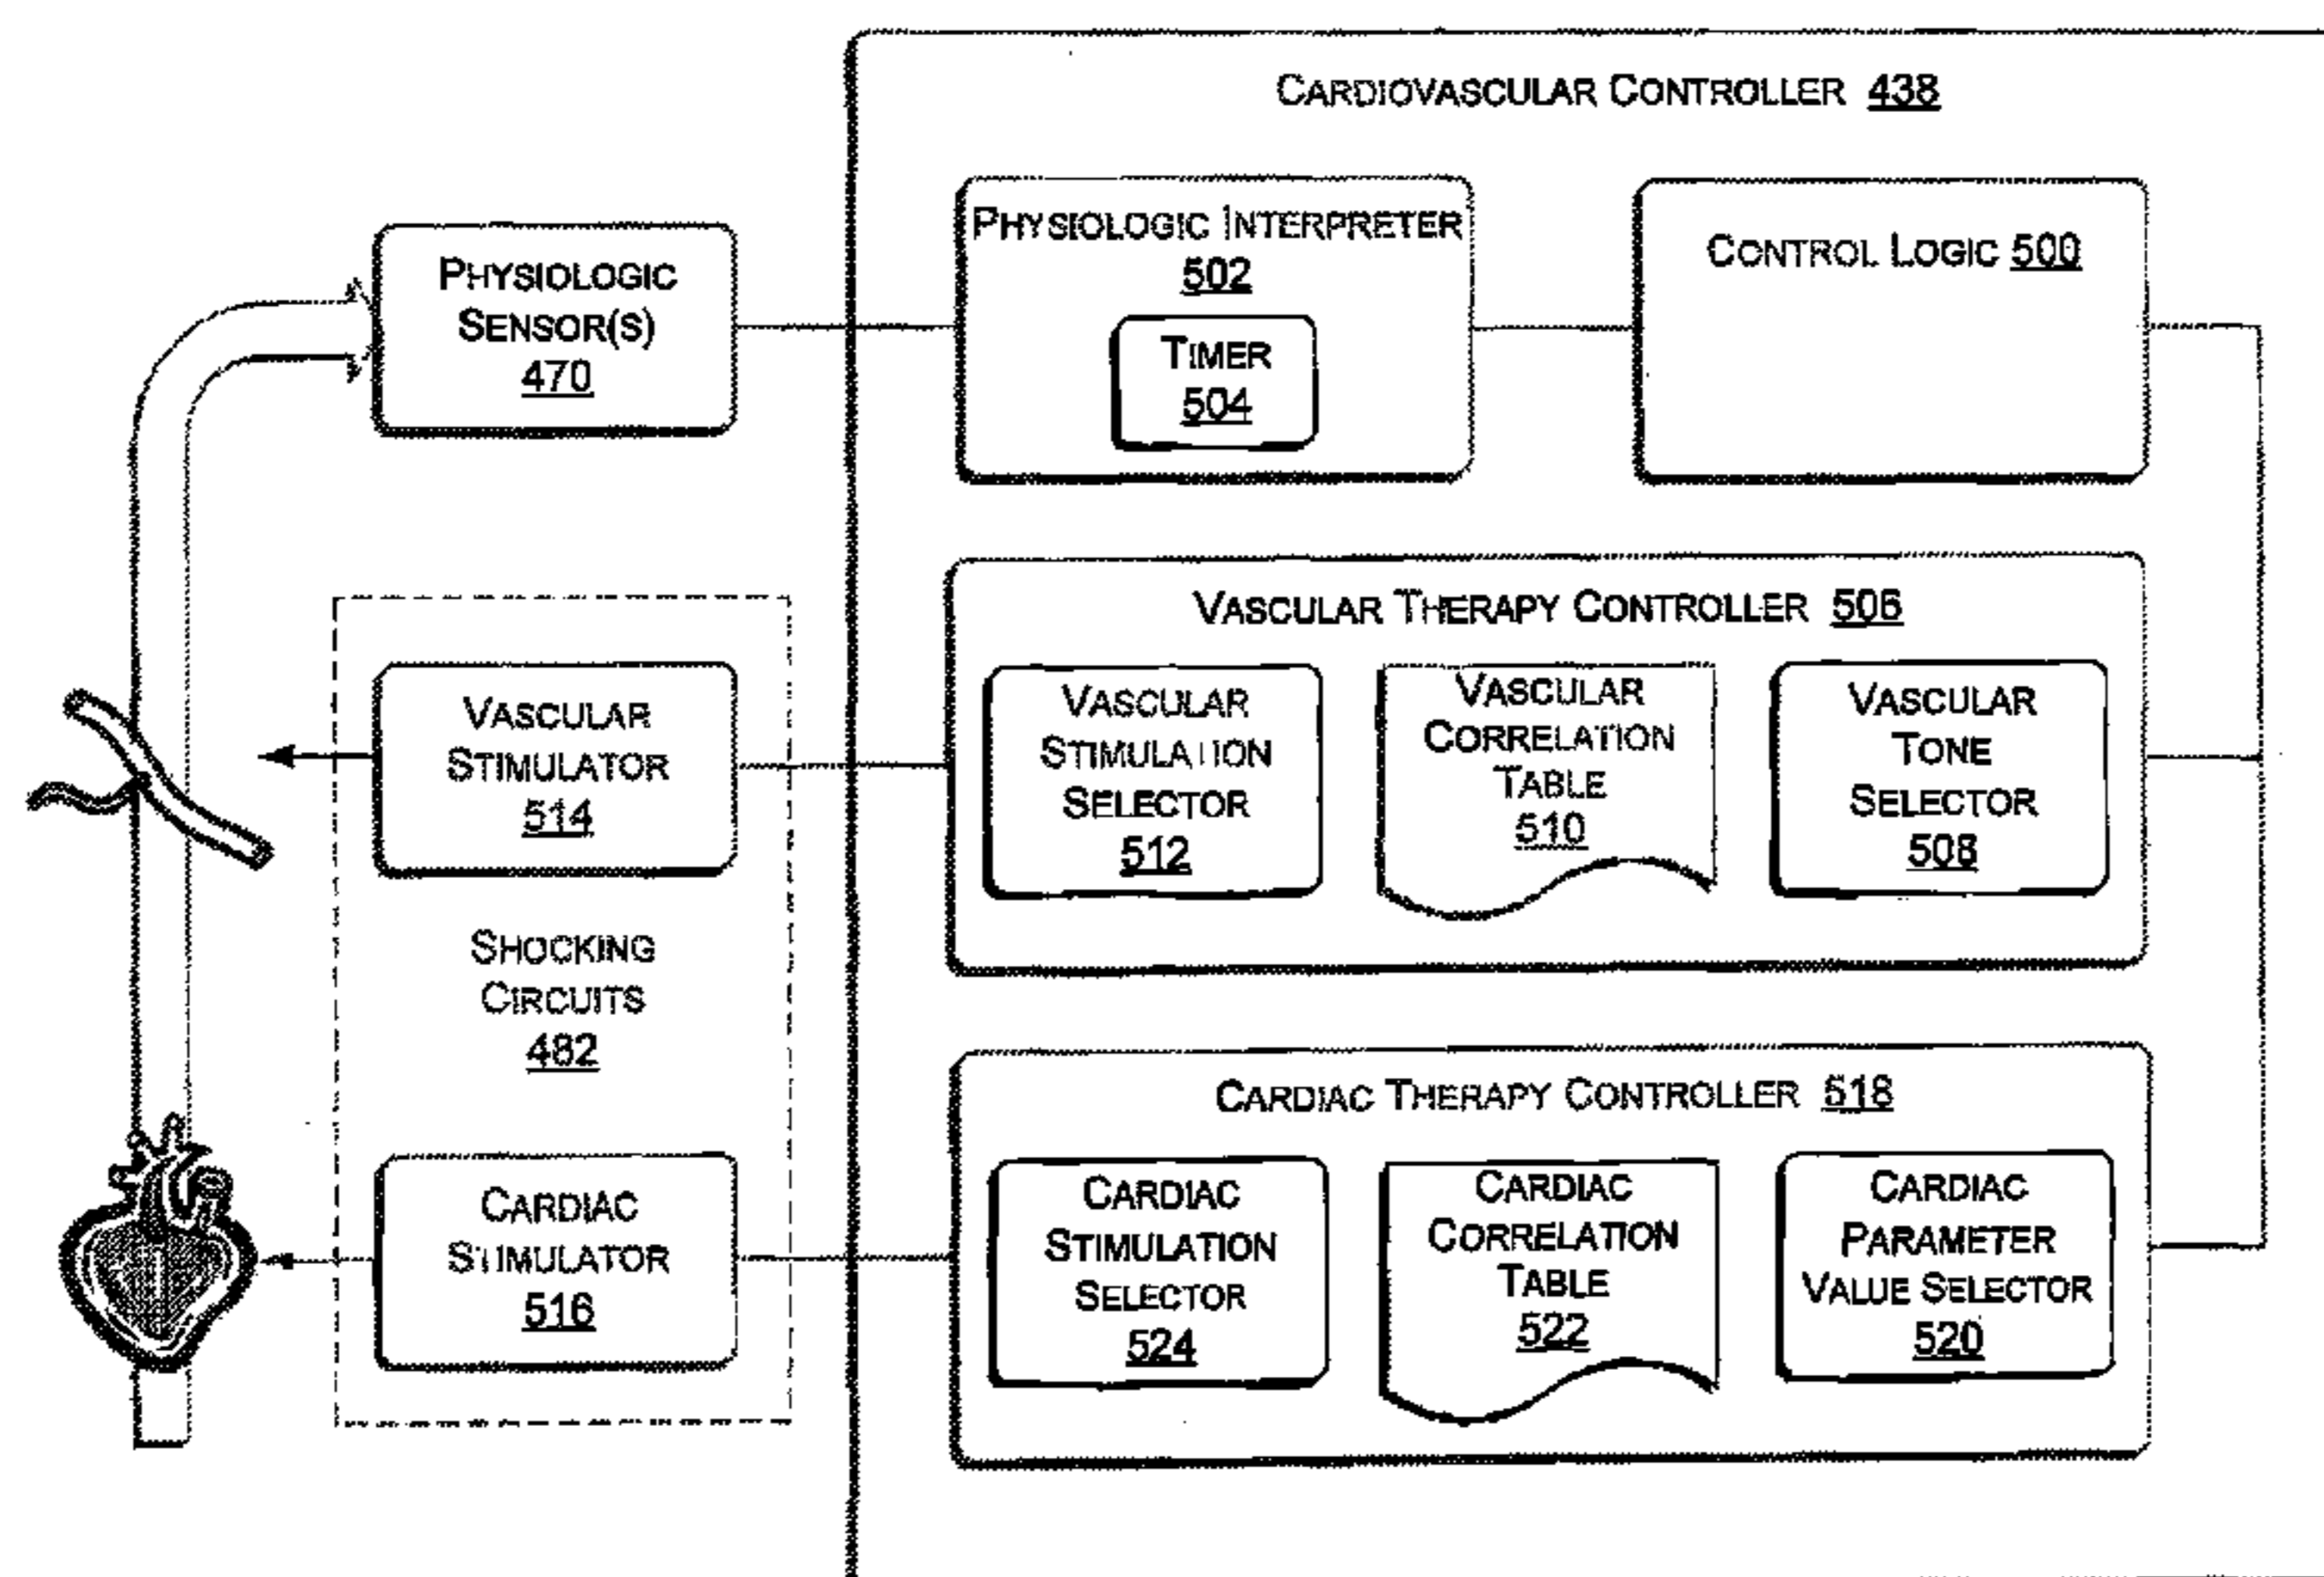 CARDIOVASCULAR CONTROLLER 438
PHYSIOLOGIC
SENSOR(S)
470
PHYSIOLOGIC INTERPRETER
502
TIMER
504
CONTROL LOGIC 500
VASCULAR THERAPY CONTROLLER 506
VASCULAR
STIMULATOR
514
VASCULAR
STIMULATION
SELECTOR
512
VASCULAR
CORRELATION
TABLE
510
VASCULAR
TONE
SELECTOR
508
SHOCKING
CIRCUITS
482
CARDIAC THERAPY CONTROLLER 518
CARDIAC
STIMULATOR
516
CARDIAC
STIMULATION
SELECTOR
524
CARDIAC
CORRELATION
TABLE
522
CARDIAC
PARAMETER
VALUE SELECTOR
520